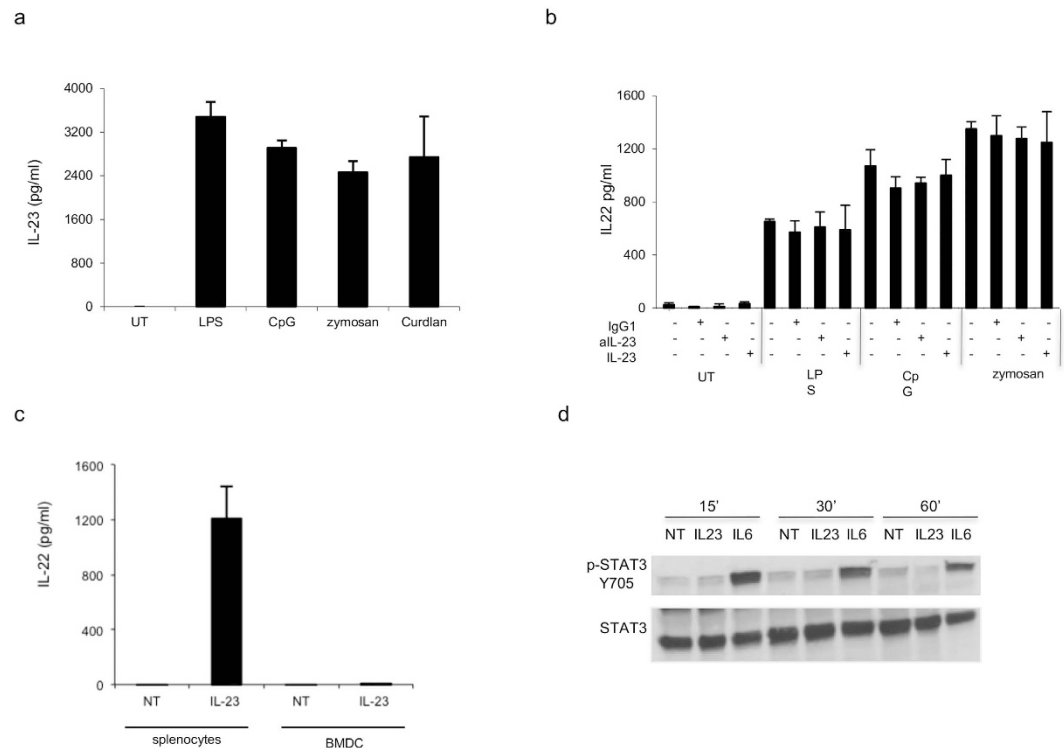 a
4000
3200
2400
1600
800
0
IL-23 (pg/ml)
UT LPS CpG zymosan Curdlan
b
1600
1200
800
400
0
IL22 pg/ml
IgG1 - + - - - + - - - + - - - + - -
aIL-23 - - + - - - + - - - + - - - + -
IL-23 - - - + - - - + - - - + - - - +
UT LP Cp zymosan
S G
c
1600
1200
800
400
0
IL-22 (pg/ml)
NT IL-23 NT IL-23
splenocytes BMDC
d
15' 30' 60'
NT IL23 IL6 NT IL23 IL6 NT IL23 IL6
p-STAT3
Y705
STAT3